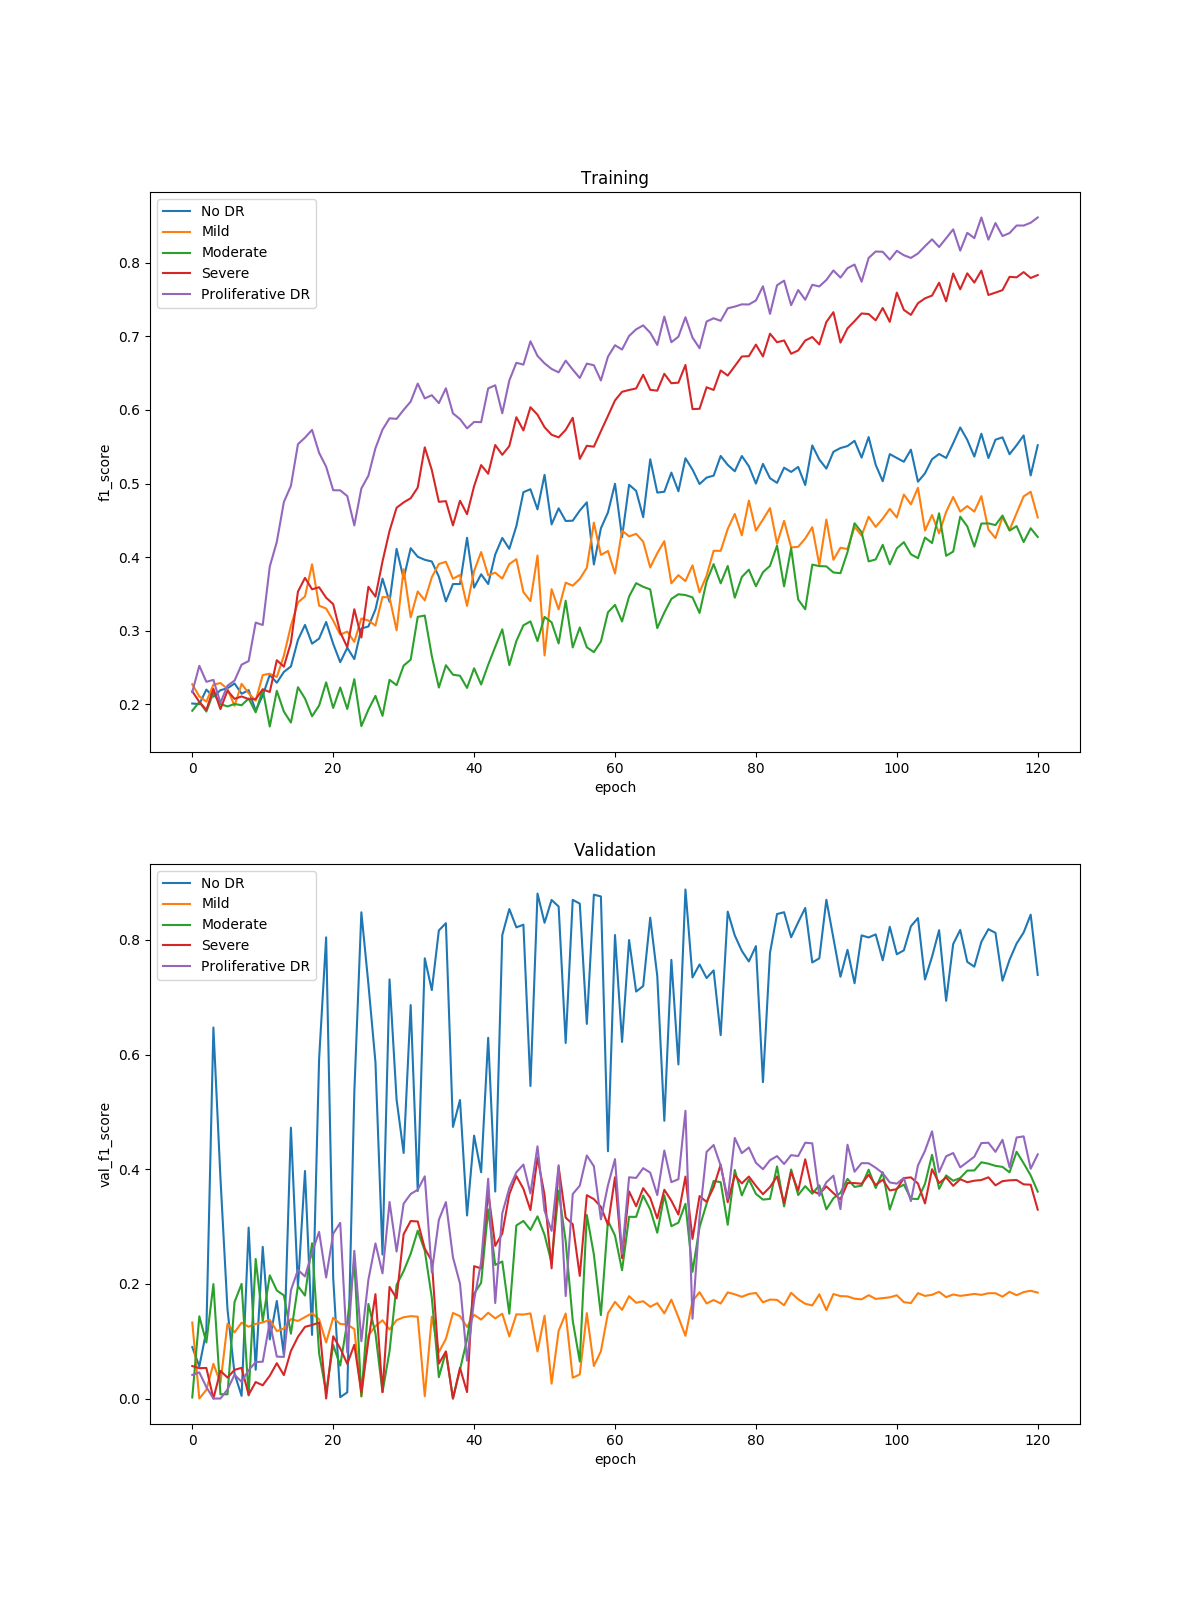 Training
No DR
Mild
Moderate
Severe
Proliferative DR
0.8
0.7
0.6
0.5
0.4
0.3
0.2
f1_score
0 20 40 60 80 100 120
epoch
Validation
No DR
Mild
Moderate
Severe
Proliferative DR
0.8
0.6
0.4
0.2
0.0
val_f1_score
0 20 40 60 80 100 120
epoch